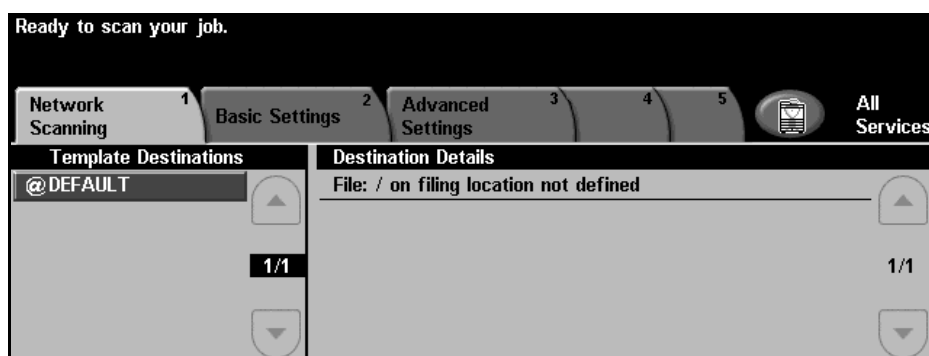 Ready to scan your job.
Network Scanning 1
Basic Settings 2
Advanced Settings 3
4
5
All Services
Template Destinations
Destination Details
@DEFAULT
File: / on filing location not defined
1/1
1/1